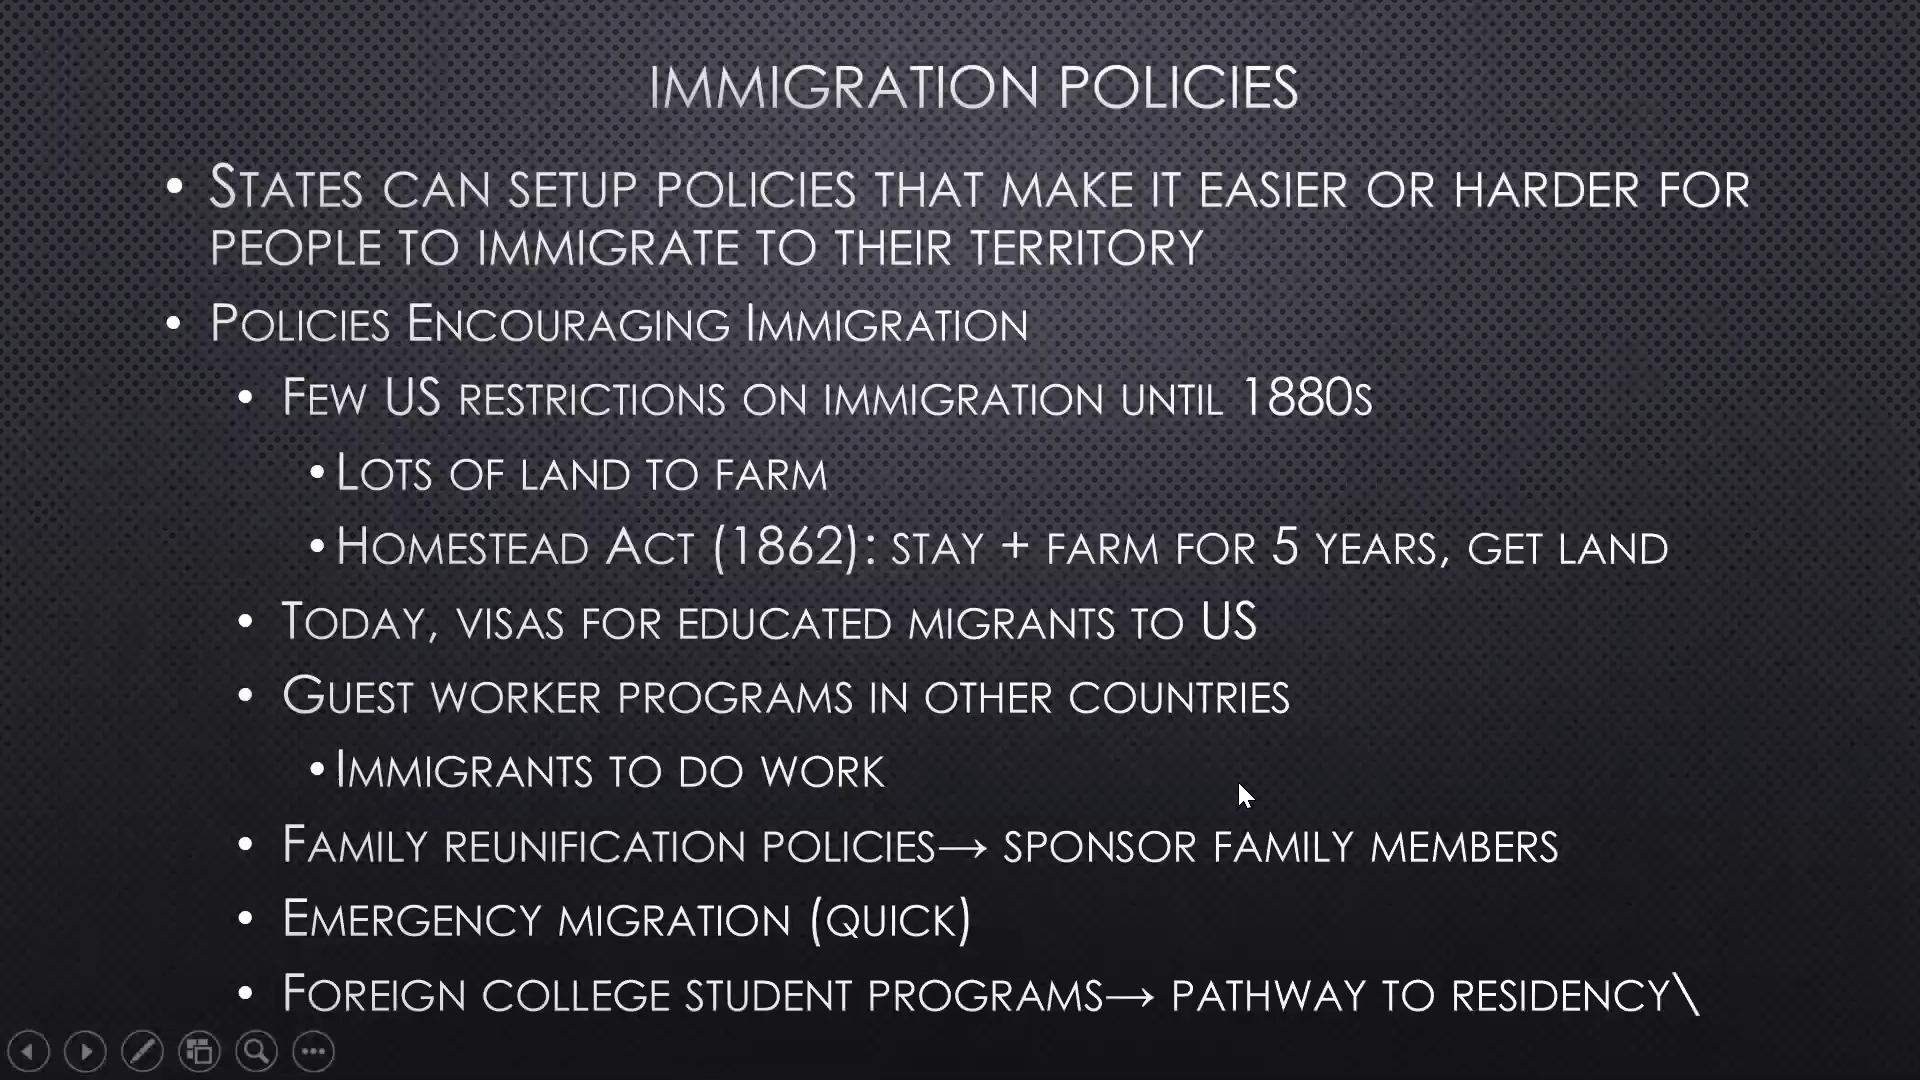 IMMIGRATION POLICIES
• STATES CAN SETUP POLICIES THAT MAKE IT EASIER OR HARDER FOR
PEOPLE TO IMMIGRATE TO THEIR TERRITORY
• POLICIES ENCOURAGING IMMIGRATION
• FEW US RESTRICTIONS ON IMMIGRATION UNTIL 1880S
• LOTS OF LAND TO FARM
• HOMESTEAD ACT (1862): STAY + FARM FOR 5 YEARS, GET LAND
• TODAY, VISAS FOR EDUCATED MIGRANTS TO US
• GUEST WORKER PROGRAMS IN OTHER COUNTRIES
• IMMIGRANTS TO DO WORK
• FAMILY REUNIFICATION POLICIES→ SPONSOR FAMILY MEMBERS
• EMERGENCY MIGRATION (QUICK)
• FOREIGN COLLEGE STUDENT PROGRAMS→ PATHWAY TO RESIDENCY\